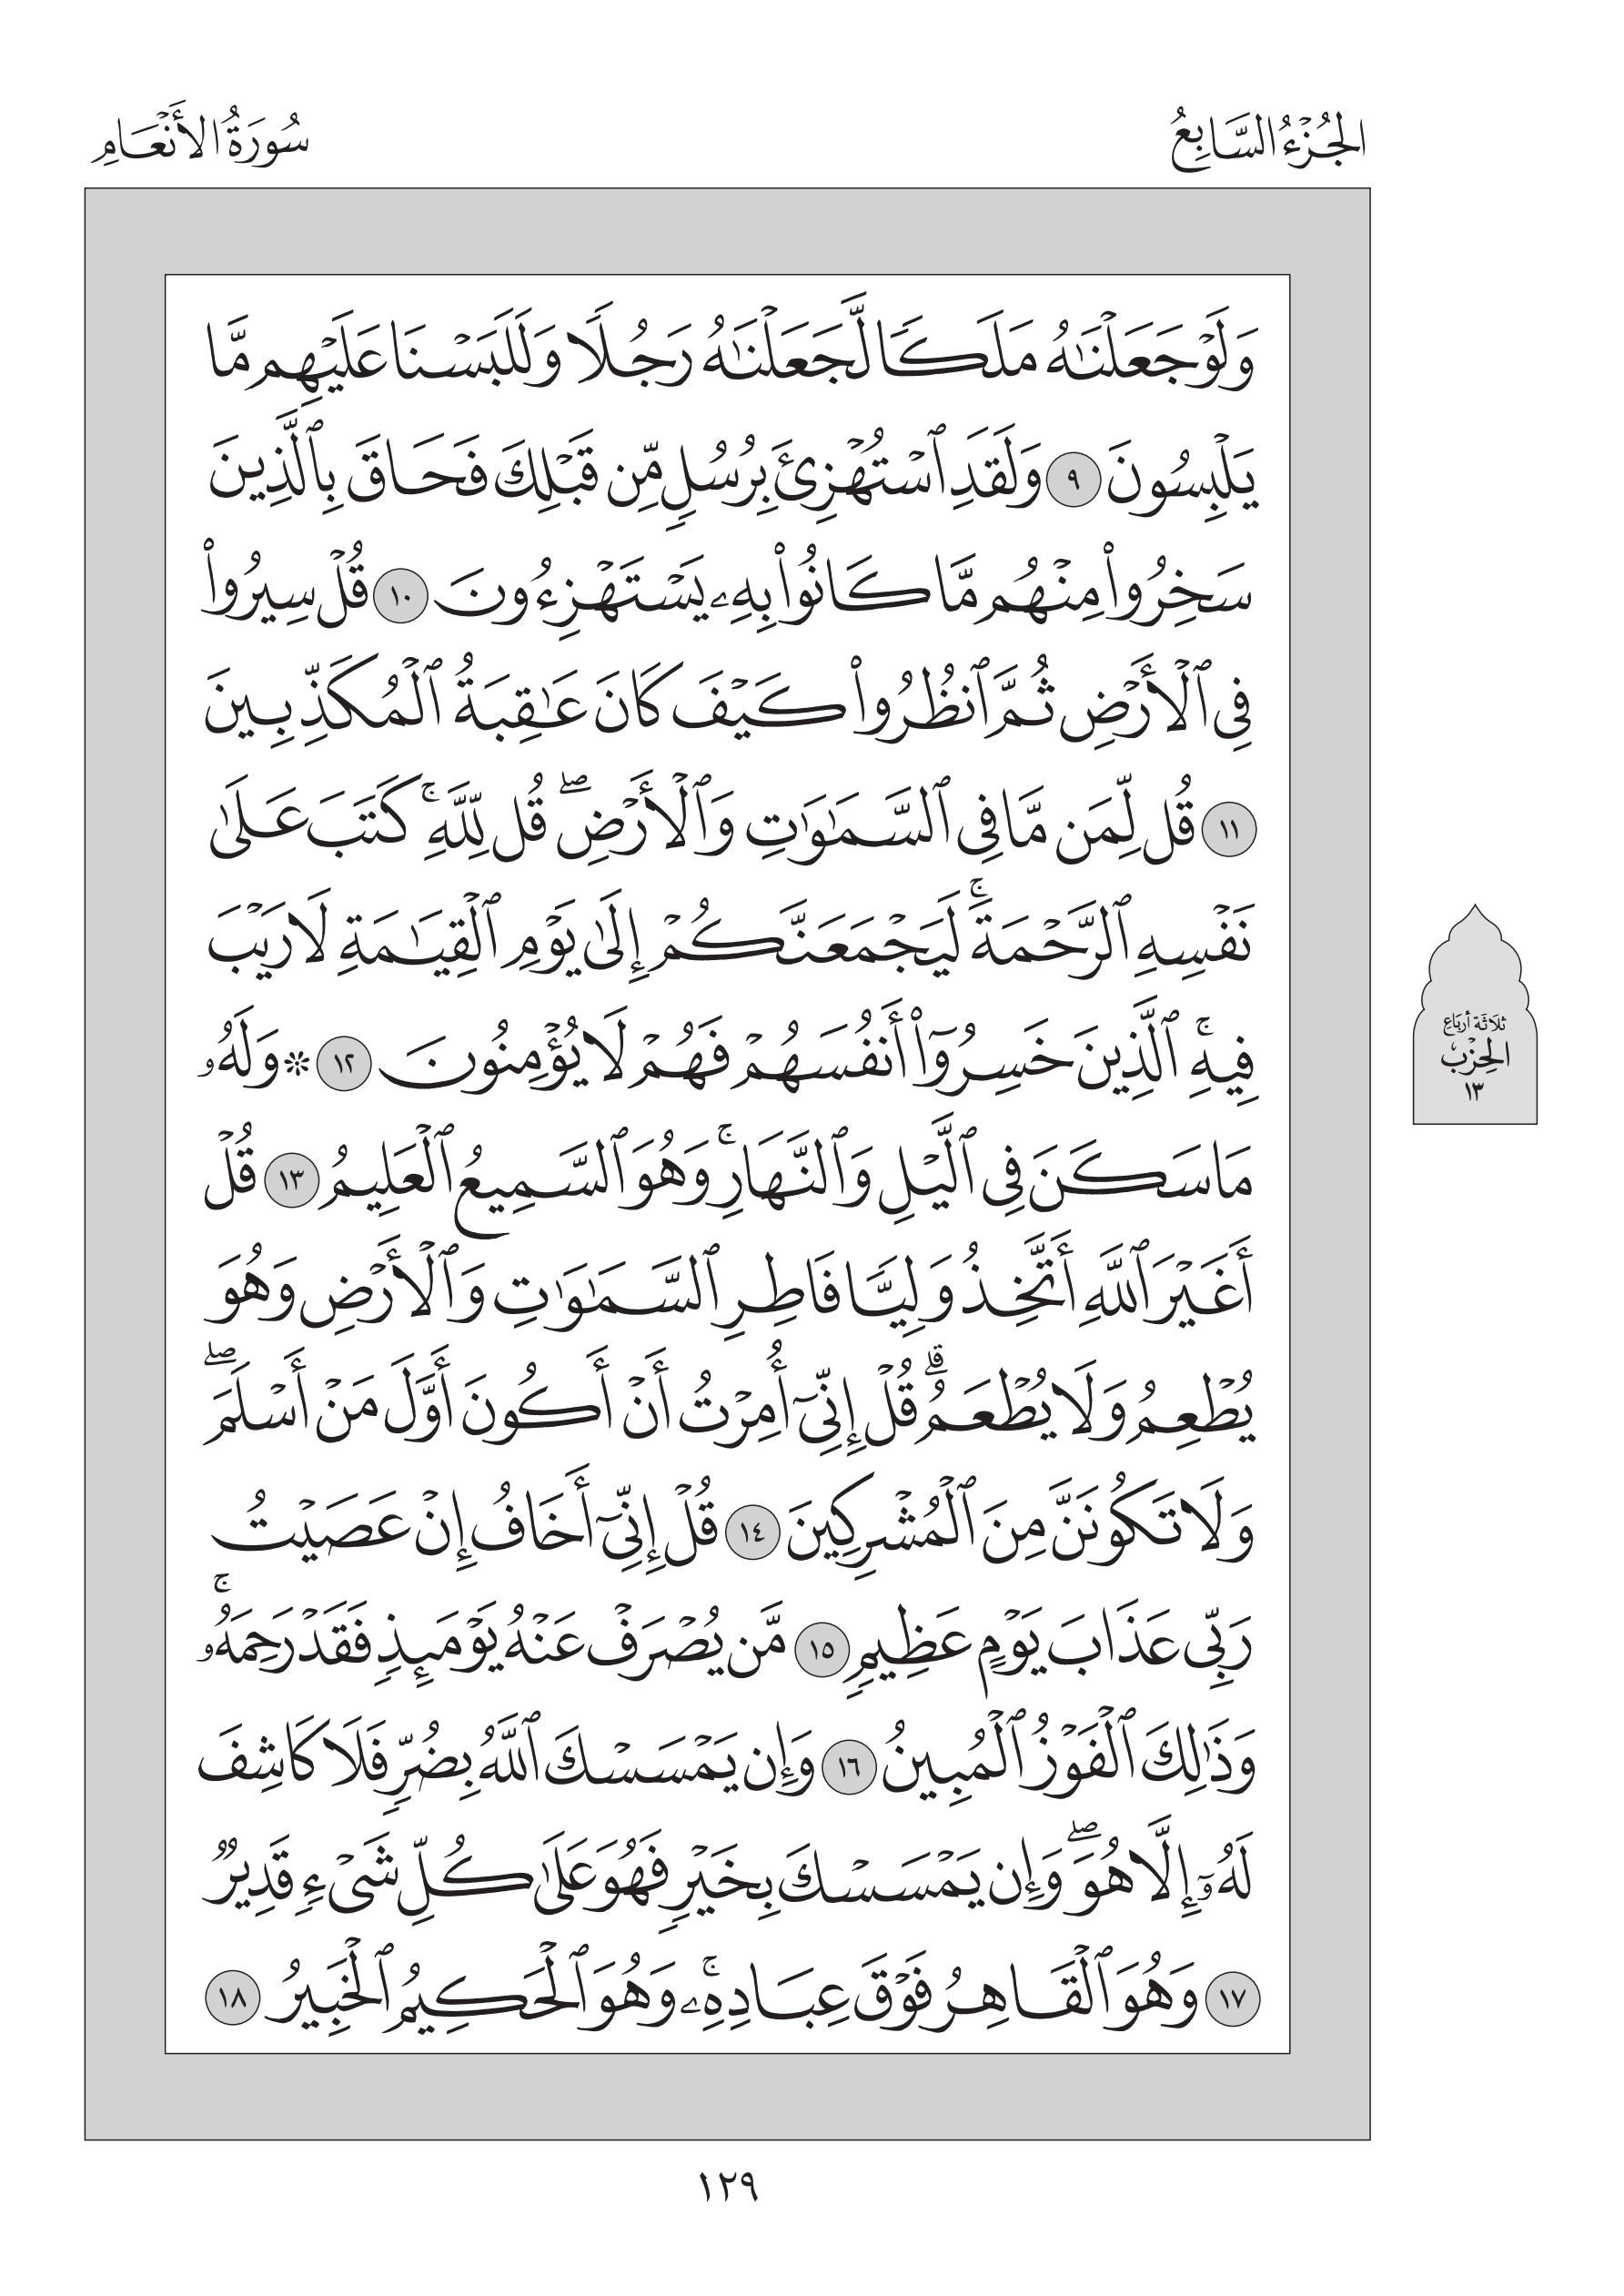 الجُزْءُ السَّابِعُ
سُورَةُ الأَنْعَامِ
وَلَوْ جَعَلْنَٰهُ مَلَكًا لَّجَعَلْنَٰهُ رَجُلًا وَلَلَبَسْنَا عَلَيْهِم مَّا
يَلْبِسُونَ ٩ وَلَقَدِ ٱسْتُهْزِئَ بِرُسُلٍ مِّن قَبْلِكَ فَحَاقَ بِٱلَّذِينَ
سَخِرُوا۟ مِنْهُم مَّا كَانُوا۟ بِهِۦ يَسْتَهْزِءُونَ ١٠ قُلْ سِيرُوا۟
فِى ٱلْأَرْضِ ثُمَّ ٱنظُرُوا۟ كَيْفَ كَانَ عَٰقِبَةُ ٱلْمُكَذِّبِينَ
١١ قُل لِّمَن مَّا فِى ٱلسَّمَٰوَٰتِ وَٱلْأَرْضِۖ قُل لِّلَّهِۚ كَتَبَ عَلَىٰ
نَفْسِهِ ٱلرَّحْمَةَۚ لَيَجْمَعَنَّكُمْ إِلَىٰ يَوْمِ ٱلْقِيَٰمَةِ لَا رَيْبَ
فِيهِۚ ٱلَّذِينَ خَسِرُوٓا۟ أَنفُسَهُمْ فَهُمْ لَا يُؤْمِنُونَ ١٢ ۞ وَلَهُۥ
مَا سَكَنَ فِى ٱلَّيْلِ وَٱلنَّهَارِۚ وَهُوَ ٱلسَّمِيعُ ٱلْعَلِيمُ ١٣ قُلْ
أَغَيْرَ ٱللَّهِ أَتَّخِذُ وَلِيًّا فَاطِرِ ٱلسَّمَٰوَٰتِ وَٱلْأَرْضِ وَهُوَ
يُطْعِمُ وَلَا يُطْعَمُۗ قُلْ إِنِّىٓ أُمِرْتُ أَنْ أَكُونَ أَوَّلَ مَنْ أَسْلَمَۖ
وَلَا تَكُونَنَّ مِنَ ٱلْمُشْرِكِينَ ١٤ قُلْ إِنِّىٓ أَخَافُ إِنْ عَصَيْتُ
رَبِّى عَذَابَ يَوْمٍ عَظِيمٍ ١٥ مَّن يُصْرَفْ عَنْهُ يَوْمَئِذٍ فَقَدْ رَحِمَهُۥۚ
وَذَٰلِكَ ٱلْفَوْزُ ٱلْمُبِينُ ١٦ وَإِن يَمْسَسْكَ ٱللَّهُ بِضُرٍّ فَلَا كَاشِفَ
لَهُۥٓ إِلَّا هُوَۖ وَإِن يَمْسَسْكَ بِخَيْرٍ فَهُوَ عَلَىٰ كُلِّ شَىْءٍ قَدِيرٌ
١٧ وَهُوَ ٱلْقَاهِرُ فَوْقَ عِبَادِهِۦۚ وَهُوَ ٱلْحَكِيمُ ٱلْخَبِيرُ ١٨
ثلاثة أرباع
الحِزْب
١٣
١٢٩